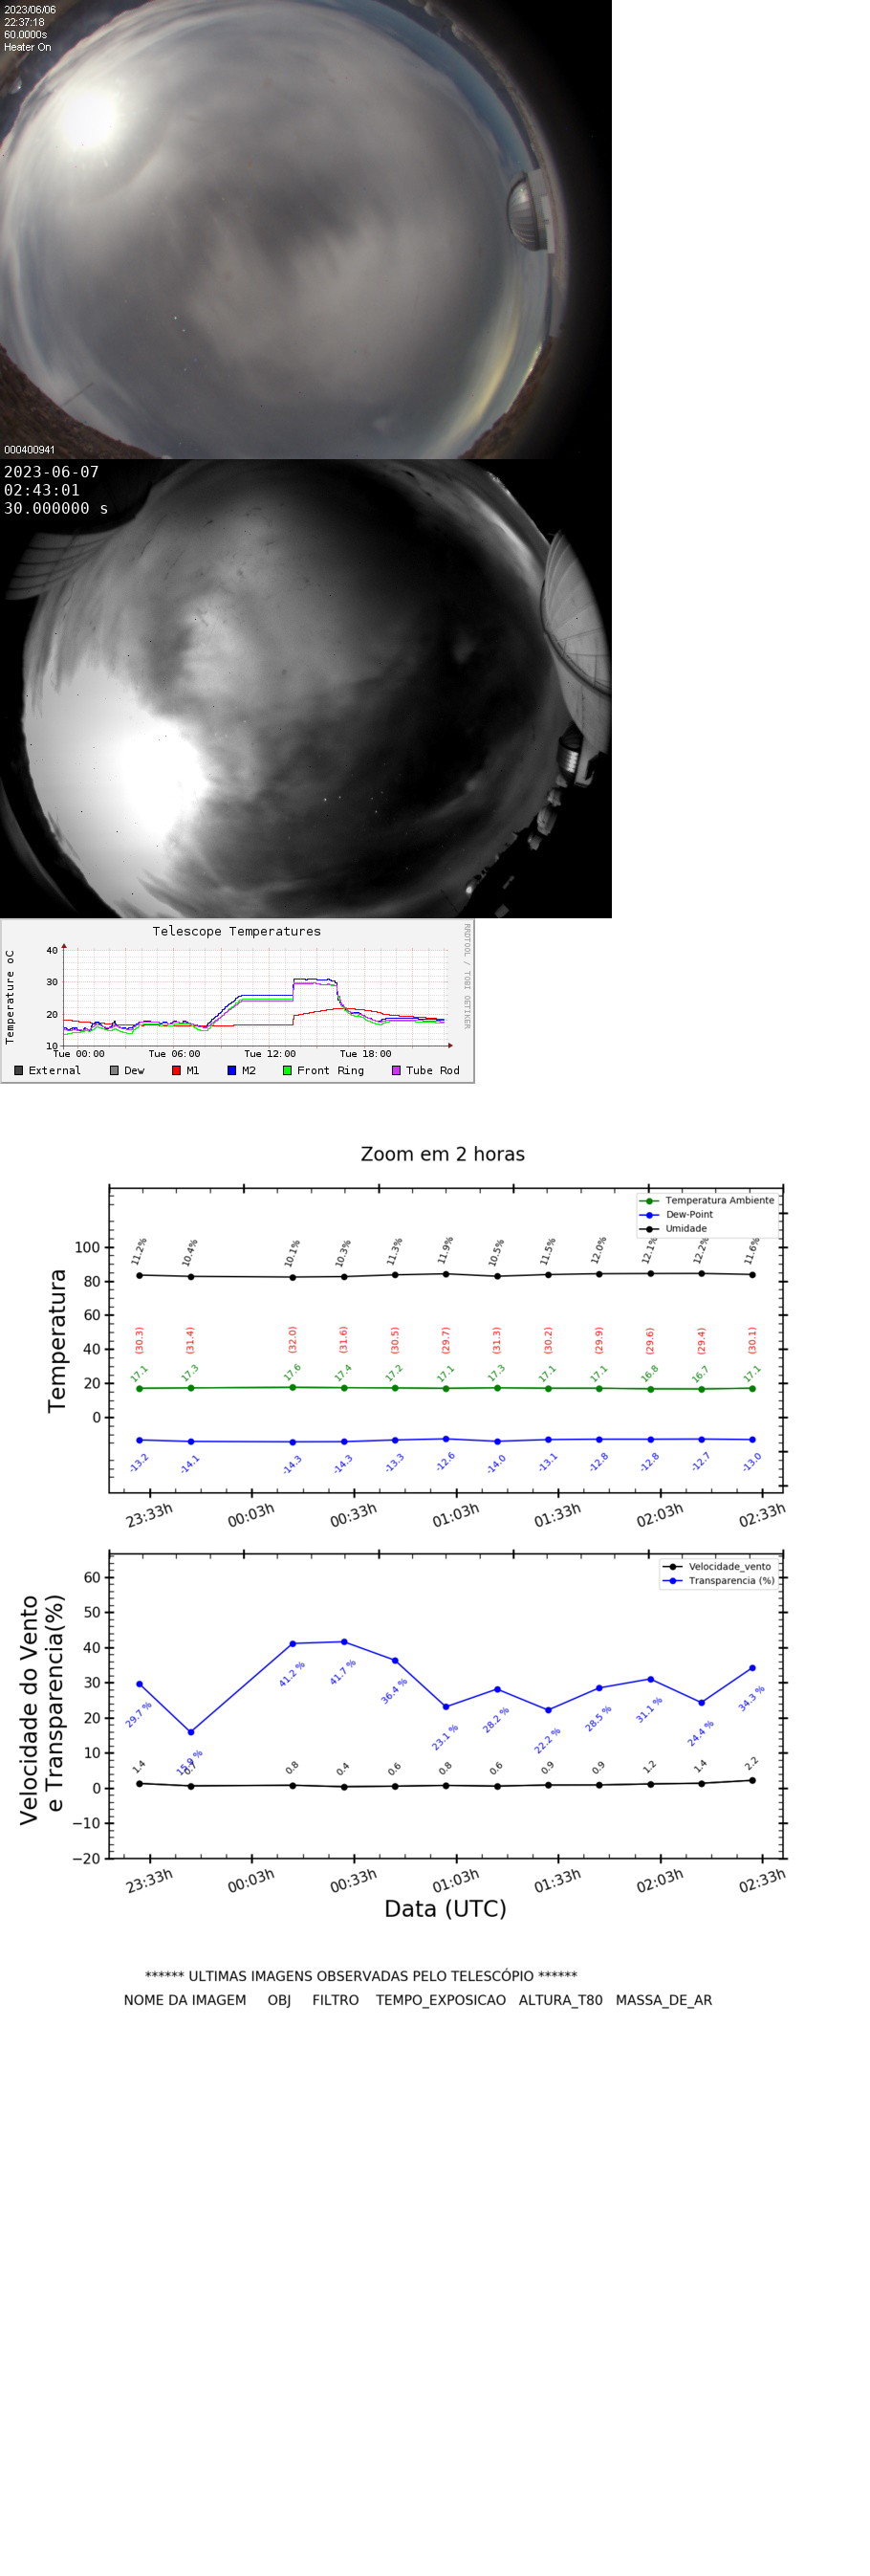 2023/06/06
22:37:18
60.0000s
Heater On
000400941
2023-06-07
02:43:01
30.000000 s
Telescope Temperatures
RRDTOOL / TOBI OETIKER
Temperature oC
40
30
20
10
Tue 00:00 Tue 06:00 Tue 12:00 Tue 18:00
External Dew M1 M2 Front Ring Tube Rod
Zoom em 2 horas
Temperatura Ambiente
Dew-Point
Umidade
Temperatura
100
80
60
40
20
0
11.2% 10.4% 10.1% 10.3% 11.3% 11.9% 10.5% 11.5% 12.0% 12.1% 12.2% 11.6%
(30.3) (31.4) (32.0) (31.6) (30.5) (29.7) (31.3) (30.2) (29.9) (29.6) (29.4) (30.1)
17.1 17.3 17.6 17.4 17.2 17.1 17.3 17.1 17.1 16.8 16.7 17.1
-13.2 -14.1 -14.3 -14.3 -13.3 -12.6 -14.0 -13.1 -12.8 -12.8 -12.7 -13.0
23:33h 00:03h 00:33h 01:03h 01:33h 02:03h 02:33h
Velocidade_vento
Transparencia (%)
Velocidade do Vento
e Transparencia(%)
60
50
40
30
20
10
0
−10
−20
29.7 % 15.9 % 41.2 % 41.7 % 36.4 % 23.1 % 28.2 % 22.2 % 28.5 % 31.1 % 24.4 % 34.3 %
1.4 0.7 0.8 0.4 0.6 0.8 0.6 0.9 0.9 1.2 1.4 2.2
23:33h 00:03h 00:33h 01:03h 01:33h 02:03h 02:33h
Data (UTC)
****** ULTIMAS IMAGENS OBSERVADAS PELO TELESCÓPIO ******
NOME DA IMAGEM OBJ FILTRO TEMPO_EXPOSICAO ALTURA_T80 MASSA_DE_AR